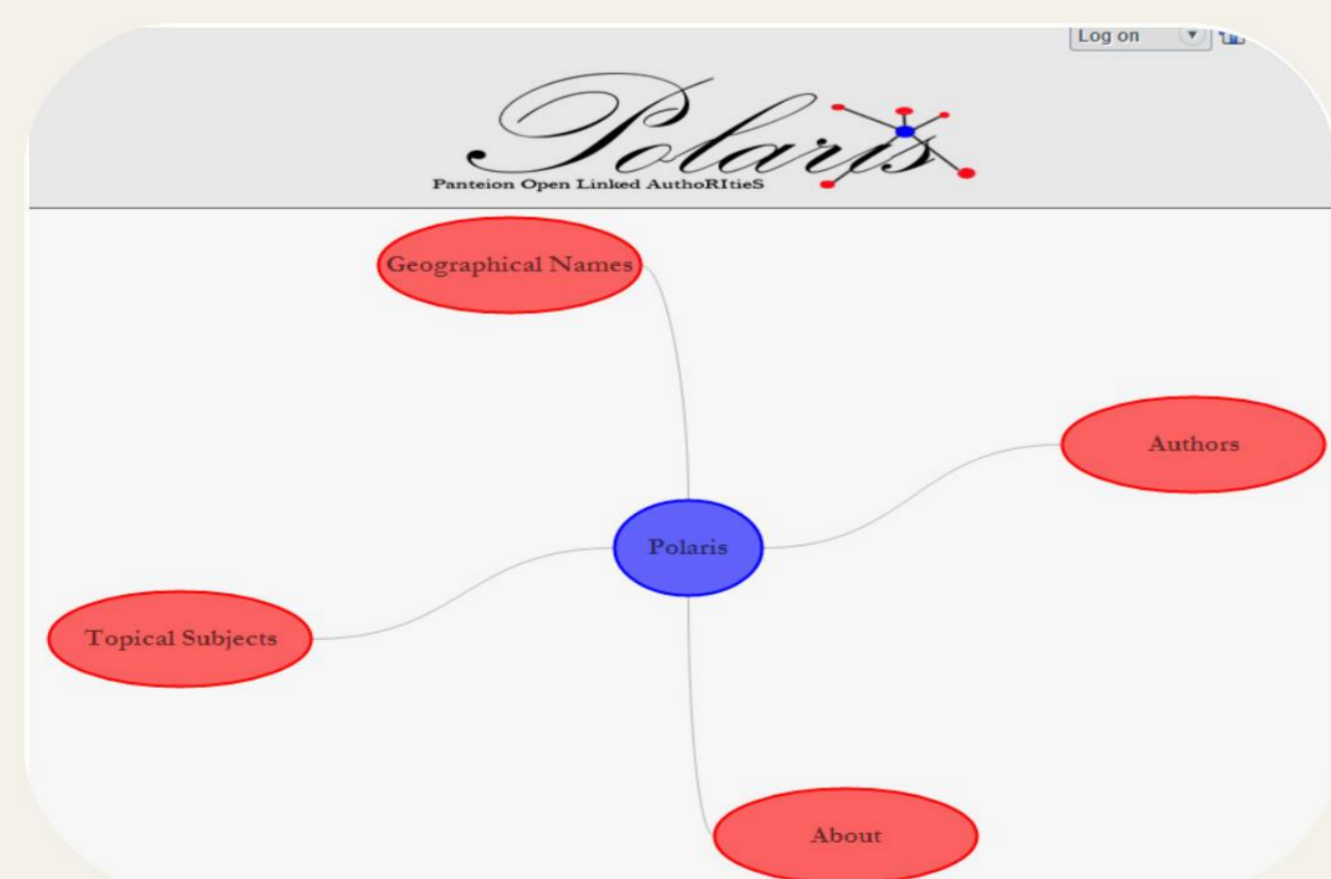 Log on
Polaris
Panteion Open Linked AuthoRItieS
Geographical Names
Authors
Polaris
Topical Subjects
About